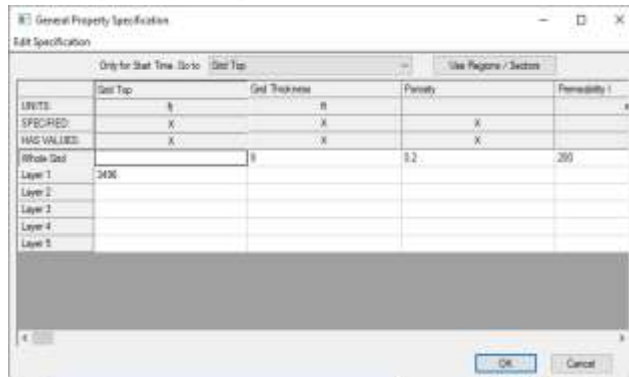 General Property Specification
Edit Specification
Only for Start Time. Go to Grid Top Use Regions / Sectors
Grid Top Grid Thickness Porosity Permeability I
UNITS: ft ft
SPECIFIED: X X X
HAS VALUES: X X X
Whole Grid 0.2 200
Layer 1
Layer 2
Layer 3
Layer 4
Layer 5
OK Cancel